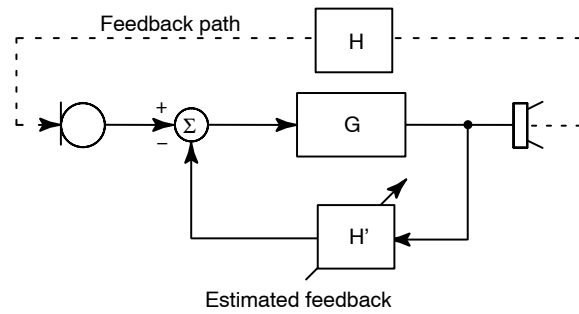 Feedback path
H
+
Σ
−
G
H’
Estimated feedback